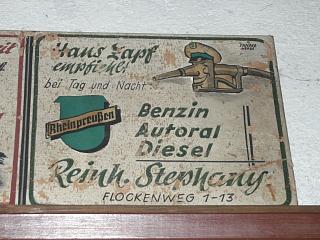 Hans Zapf
empfiehlt
bei Tag und Nacht:
Rheinpreußen
Benzin
Autoral
Diesel
Reinh. Stephany
FLOCKENWEG 1-13